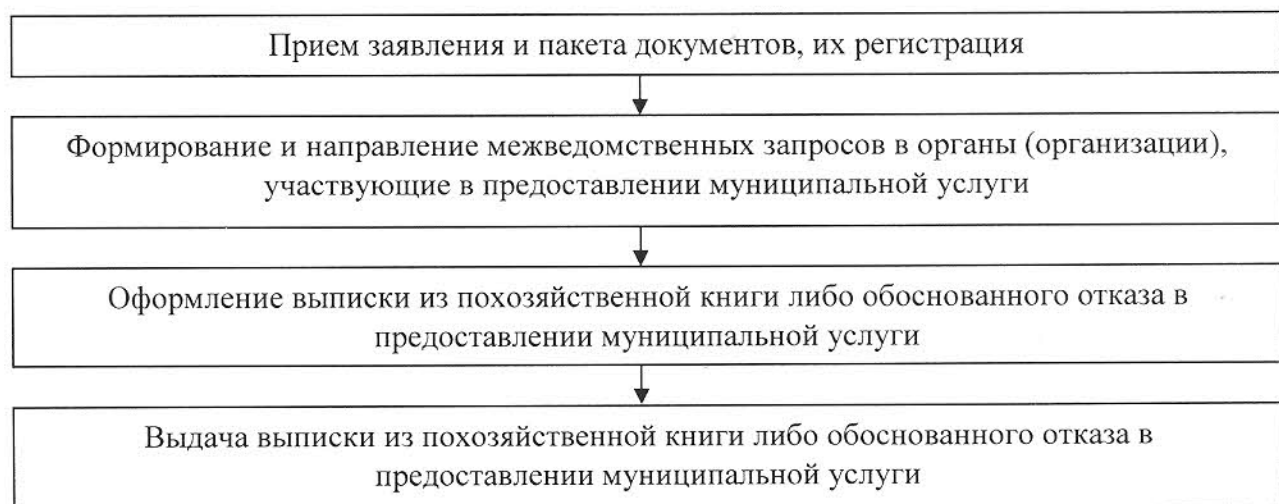 Прием заявления и пакета документов, их регистрация
Формирование и направление межведомственных запросов в органы (организации),
участвующие в предоставлении муниципальной услуги
Оформление выписки из похозяйственной книги либо обоснованного отказа в
предоставлении муниципальной услуги
Выдача выписки из похозяйственной книги либо обоснованного отказа в
предоставлении муниципальной услуги